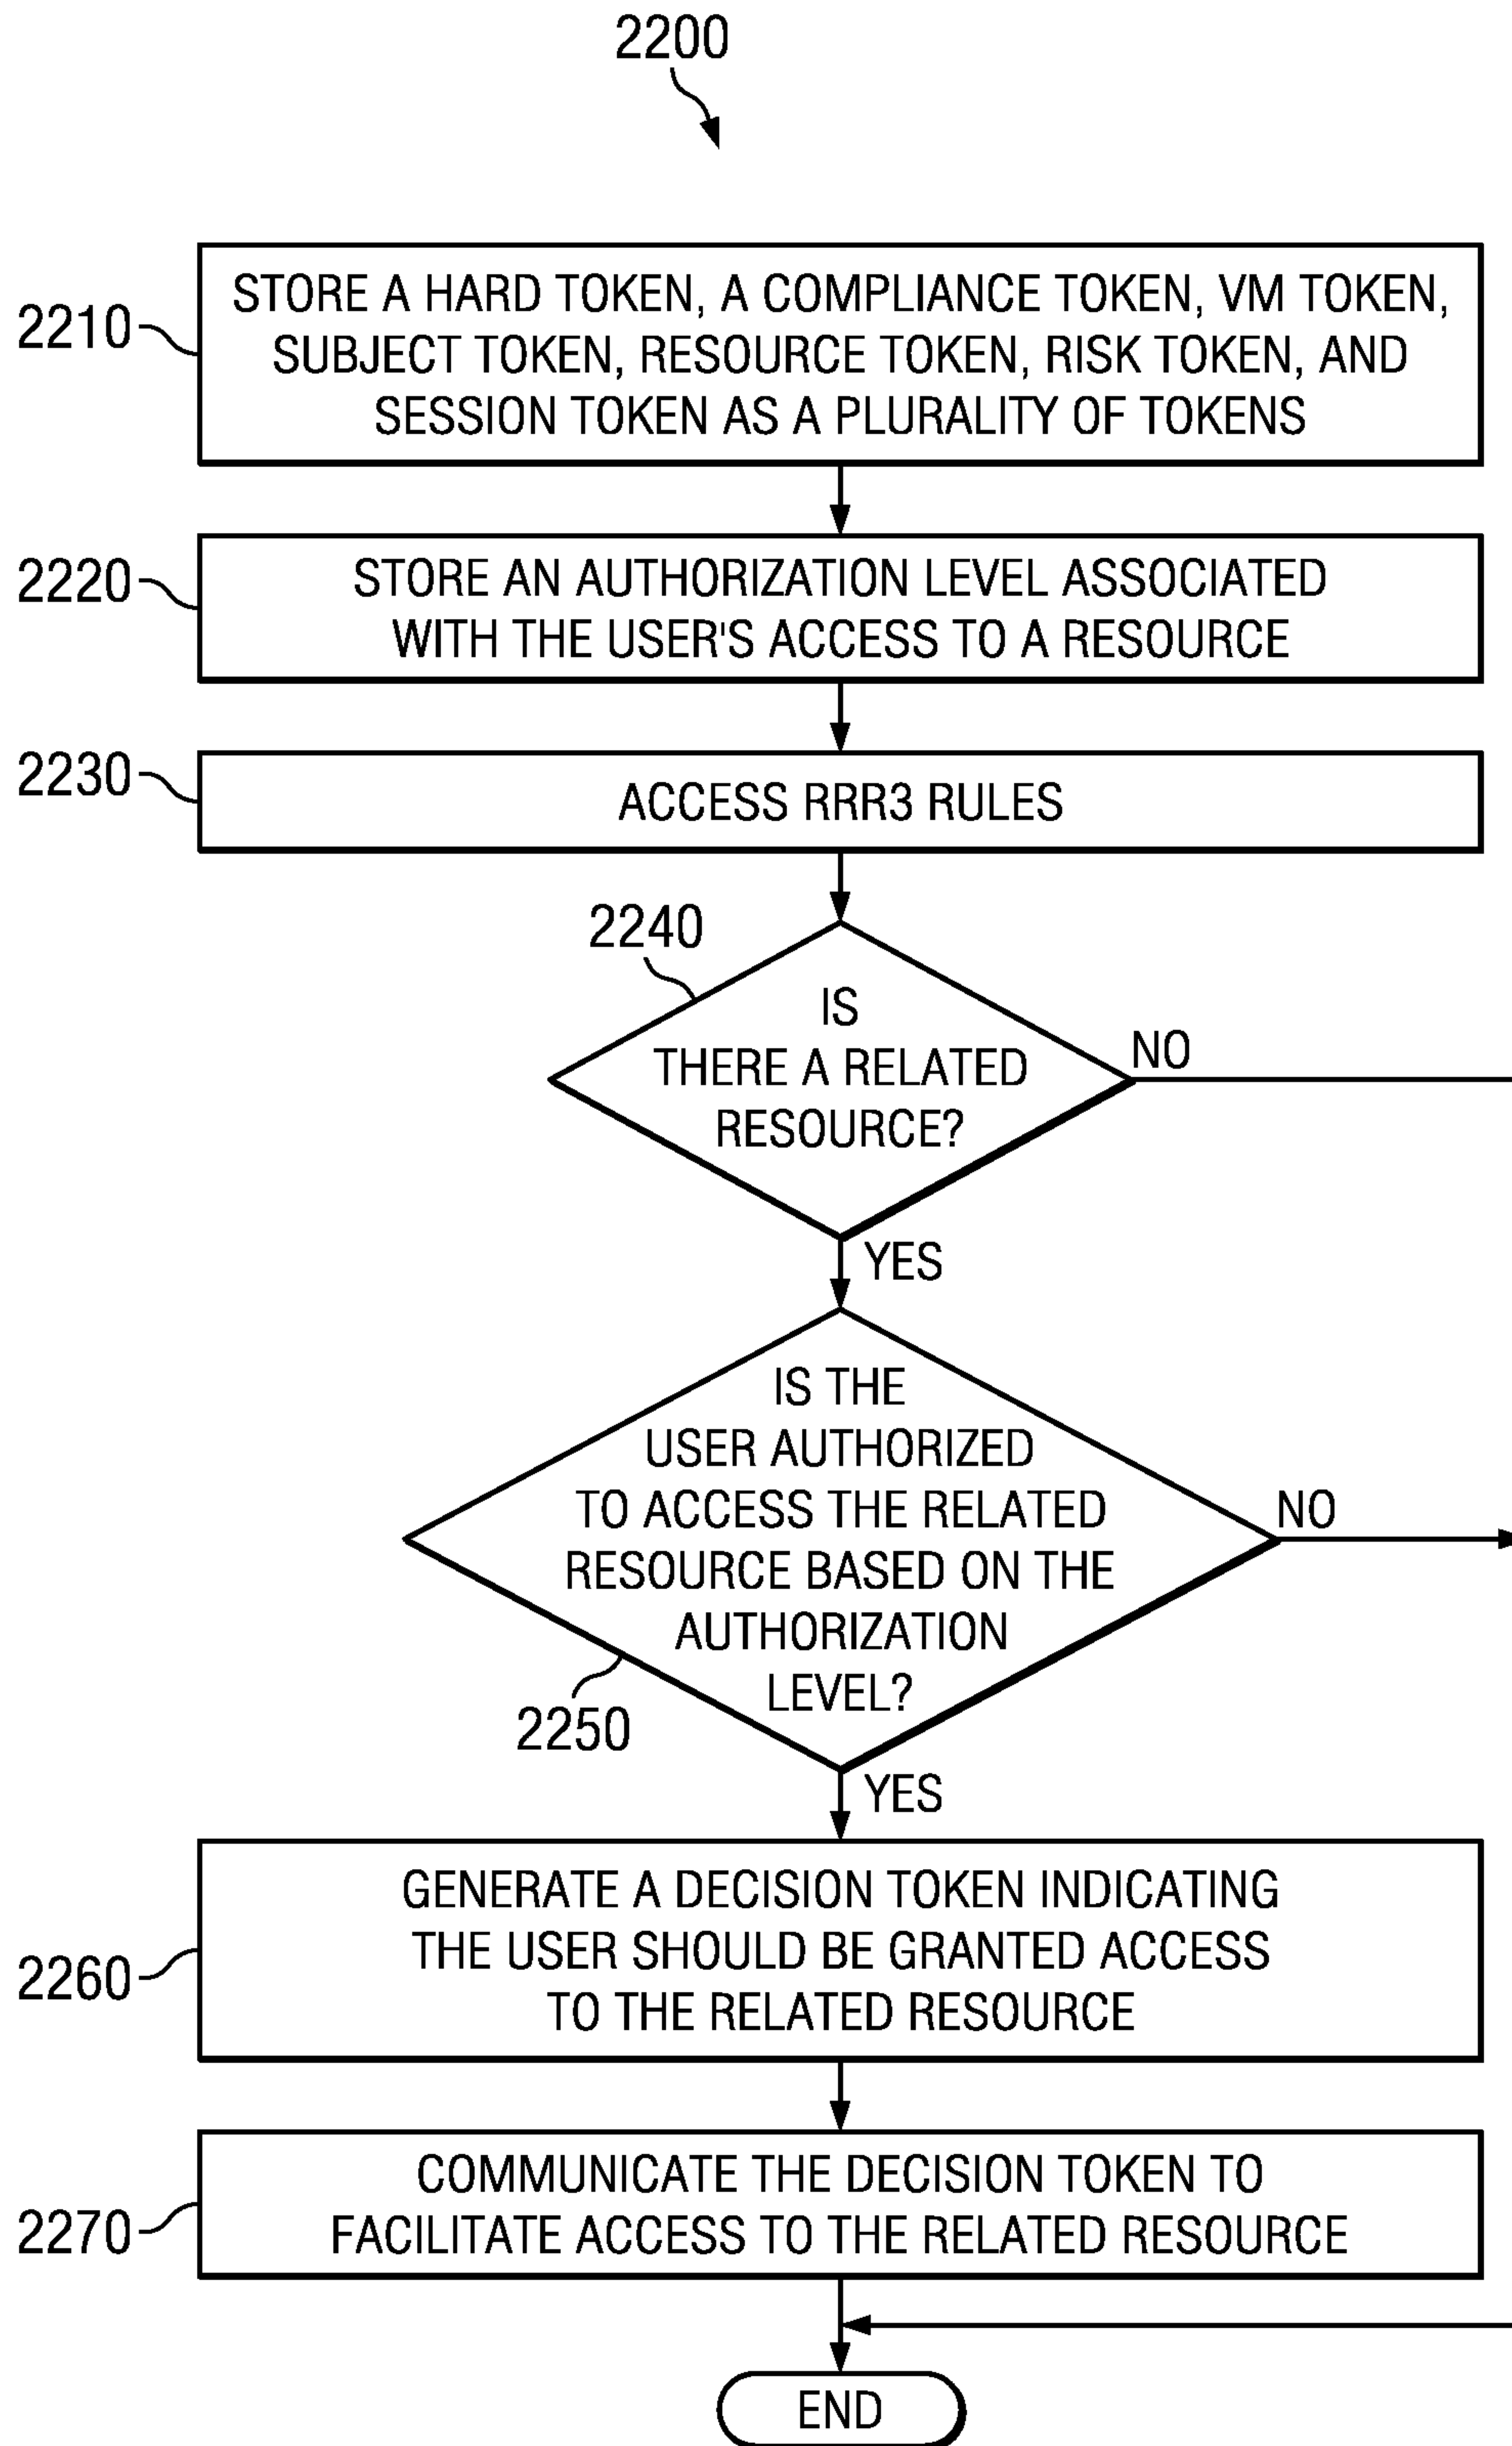 2200
2210
STORE A HARD TOKEN, A COMPLIANCE TOKEN, VM TOKEN,
SUBJECT TOKEN, RESOURCE TOKEN, RISK TOKEN, AND
SESSION TOKEN AS A PLURALITY OF TOKENS
2220
STORE AN AUTHORIZATION LEVEL ASSOCIATED
WITH THE USER'S ACCESS TO A RESOURCE
2230
ACCESS RRR3 RULES
2240
IS
THERE A RELATED
RESOURCE?
NO
YES
IS THE
USER AUTHORIZED
TO ACCESS THE RELATED
RESOURCE BASED ON THE
AUTHORIZATION
LEVEL?
NO
2250
YES
2260
GENERATE A DECISION TOKEN INDICATING
THE USER SHOULD BE GRANTED ACCESS
TO THE RELATED RESOURCE
2270
COMMUNICATE THE DECISION TOKEN TO
FACILITATE ACCESS TO THE RELATED RESOURCE
END